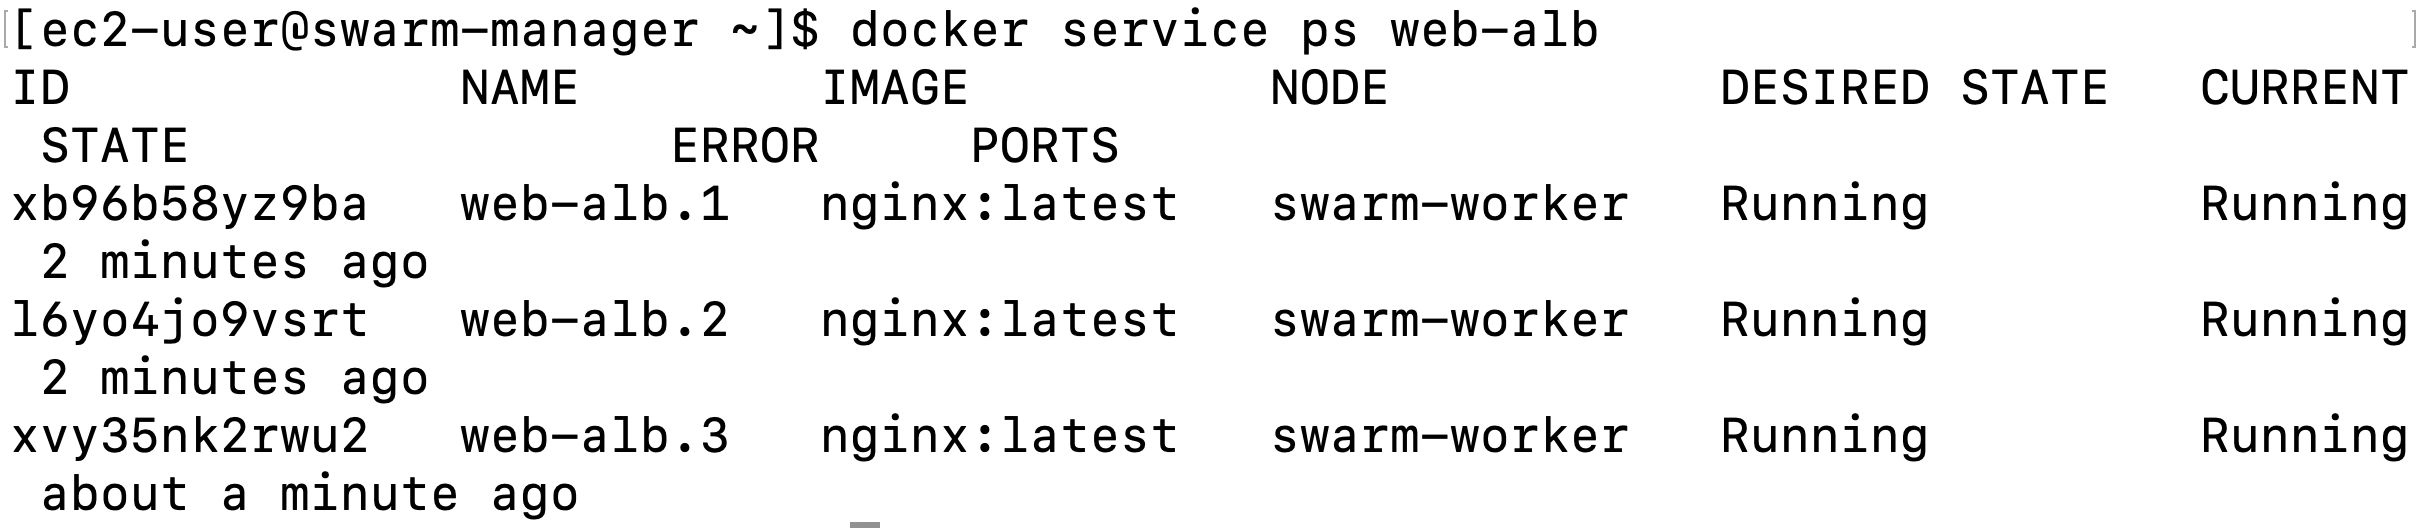 [ec2-user@swarm-manager ~]$ docker service ps web-alb
ID             NAME        IMAGE          NODE           DESIRED STATE   CURRENT
 STATE                ERROR     PORTS
xb96b58yz9ba   web-alb.1   nginx:latest   swarm-worker   Running         Running
 2 minutes ago
l6yo4jo9vsrt   web-alb.2   nginx:latest   swarm-worker   Running         Running
 2 minutes ago
xvy35nk2rwu2   web-alb.3   nginx:latest   swarm-worker   Running         Running
 about a minute ago